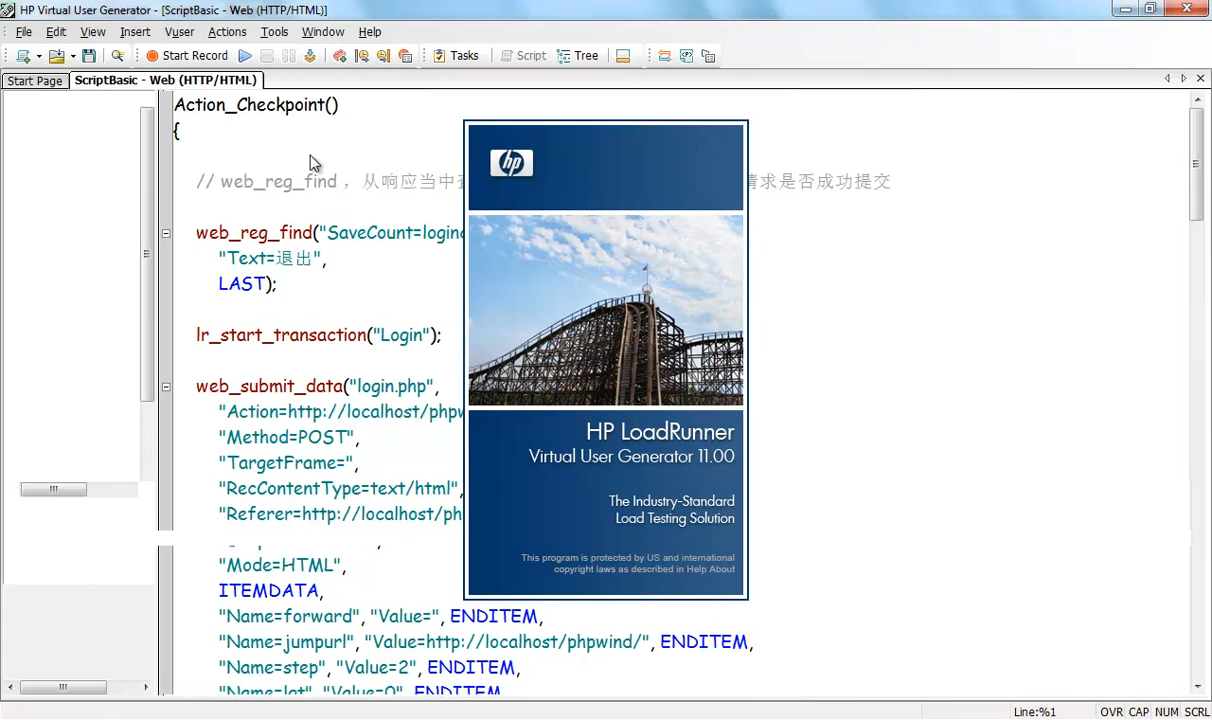 HP Virtual User Generator - [ScriptBasic - Web (HTTP/HTML)]
File Edit View Insert Vuser Actions Tools Window Help
Start Record Tasks Script Tree
Start Page ScriptBasic - Web (HTTP/HTML)
Action_Checkpoint()
{
// web_reg_find ，从响应当中 请求是否成功提交
web_reg_find("SaveCount=loginc
"Text=退出",
LAST);
lr_start_transaction("Login");
web_submit_data("login.php",
"Action=http://localhost/phpw
"Method=POST",
"TargetFrame=",
"RecContentType=text/html",
"Referer=http://localhost/ph
"Mode=HTML",
ITEMDATA,
"Name=forward", "Value=", ENDITEM,
"Name=jumpurl", "Value=http://localhost/phpwind/", ENDITEM,
"Name=step", "Value=2", ENDITEM,
"Name=lgt", "Value=0", ENDITEM,
hp
HP LoadRunner
Virtual User Generator 11.00
The Industry-Standard
Load Testing Solution
This program is protected by US and international
copyright laws as described in Help About
Line:%1 OVR CAP NUM SCRL